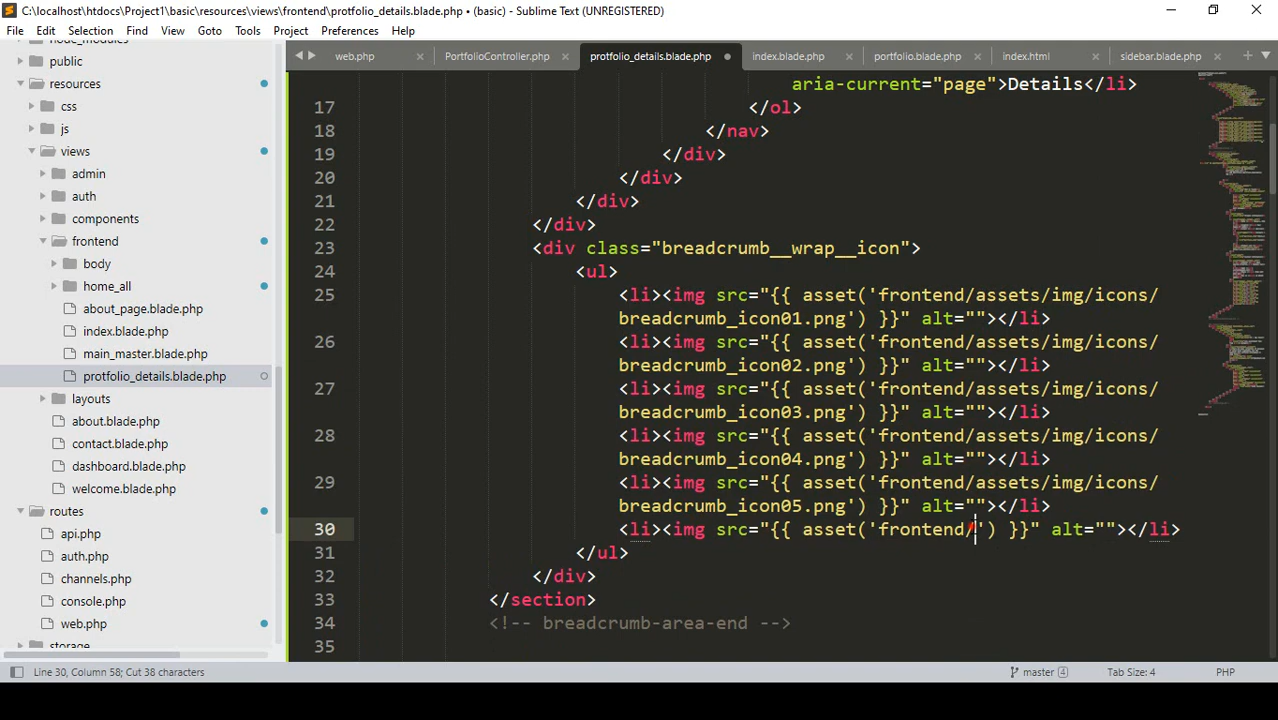 C:\localhost\htdocs\Project1\basic\resources\views\frontend\protfolio_details.blade.php • (basic) - Sublime Text (UNREGISTERED)
File Edit Selection Find View Goto Tools Project Preferences Help
web.php PortfolioController.php protfolio_details.blade.php index.blade.php portfolio.blade.php index.html sidebar.blade.php
node_modules
public
resources
css
js
views
admin
auth
components
frontend
body
home_all
about_page.blade.php
index.blade.php
main_master.blade.php
protfolio_details.blade.php
layouts
about.blade.php
contact.blade.php
dashboard.blade.php
welcome.blade.php
routes
api.php
auth.php
channels.php
console.php
web.php
storage
aria-current="page">Details</li>
17 </ol>
18 </nav>
19 </div>
20 </div>
21 </div>
22 </div>
23 <div class="breadcrumb__wrap__icon">
24 <ul>
25 <li><img src="{{ asset('frontend/assets/img/icons/
breadcrumb_icon01.png') }}" alt=""></li>
26 <li><img src="{{ asset('frontend/assets/img/icons/
breadcrumb_icon02.png') }}" alt=""></li>
27 <li><img src="{{ asset('frontend/assets/img/icons/
breadcrumb_icon03.png') }}" alt=""></li>
28 <li><img src="{{ asset('frontend/assets/img/icons/
breadcrumb_icon04.png') }}" alt=""></li>
29 <li><img src="{{ asset('frontend/assets/img/icons/
breadcrumb_icon05.png') }}" alt=""></li>
30 <li><img src="{{ asset('frontend/') }}" alt=""></li>
31 </ul>
32 </div>
33 </section>
34 <!-- breadcrumb-area-end -->
35
Line 30, Column 58; Cut 38 characters master 4 Tab Size: 4 PHP